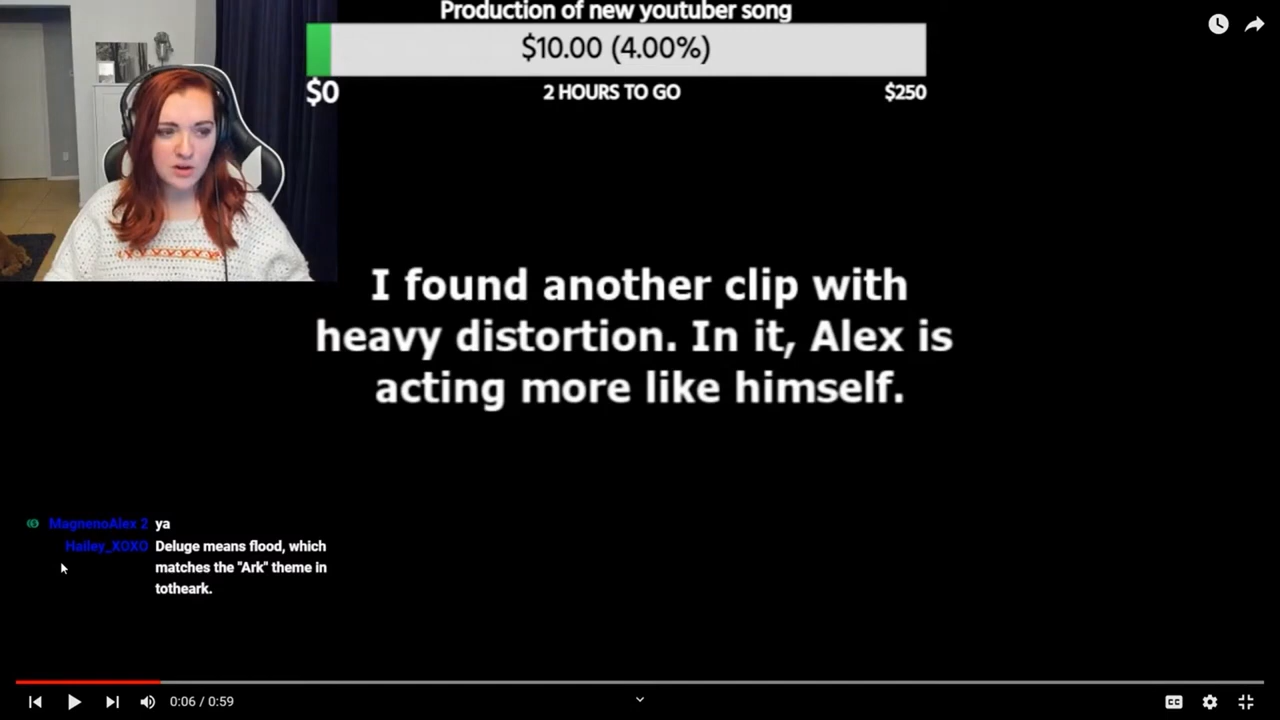 Production of new youtuber song
$10.00 (4.00%)
$0
2 HOURS TO GO
$250
I found another clip with
heavy distortion. In it, Alex is
acting more like himself.
MagnenoAlex 2 ya
Hailey_XOXO Deluge means flood, which
matches the "Ark" theme in
totheark.
0:06 / 0:59
CC